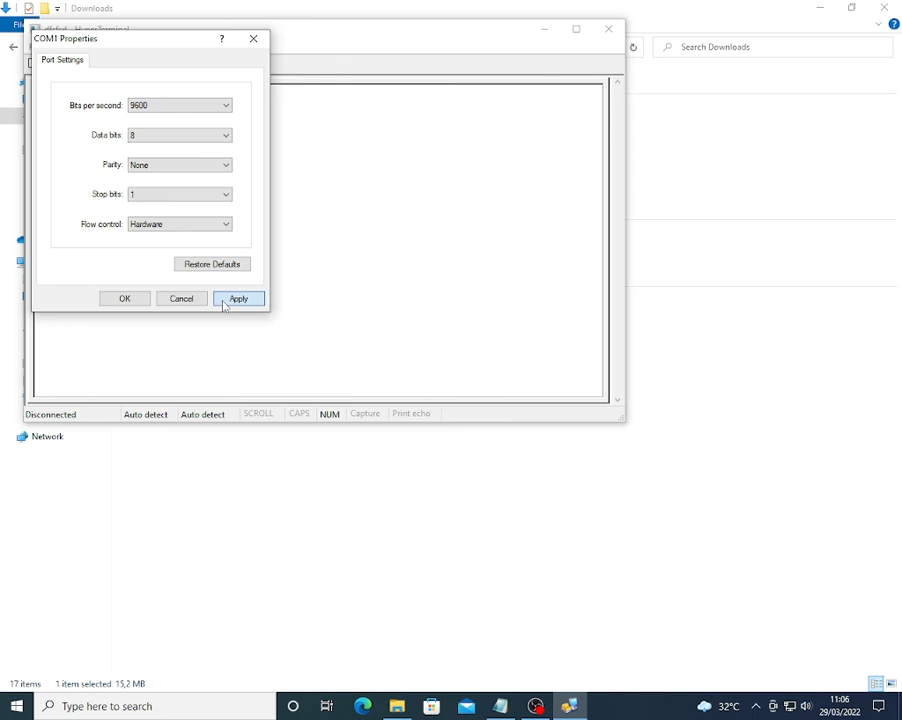 Downloads
File
HyperTerminal
COM1 Properties
?
Port Settings
Search Downloads
Bits per second: 9600
Data bits: 8
Parity: None
Stop bits: 1
Flow control: Hardware
Restore Defaults
OK
Cancel
Apply
Disconnected
Auto detect
Auto detect
SCROLL
CAPS
NUM
Capture
Print echo
Network
17 items
1 item selected 15,2 MB
Type here to search
32°C
11:06
29/03/2022